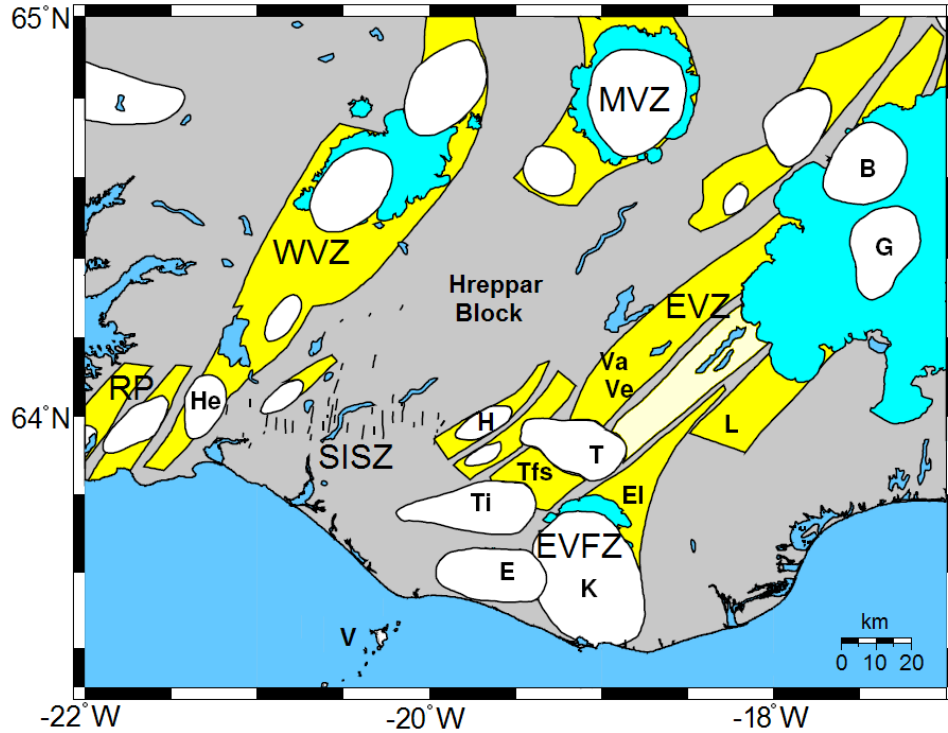 65°N
MVZ
B
G
WVZ
Hreppar
Block
EVZ
Va
Ve
RP
He
64°N
H
L
SISZ
T
Tfs
Ti
El
EVFZ
E
K
V
km
0 10 20
-22°W
-20°W
-18°W